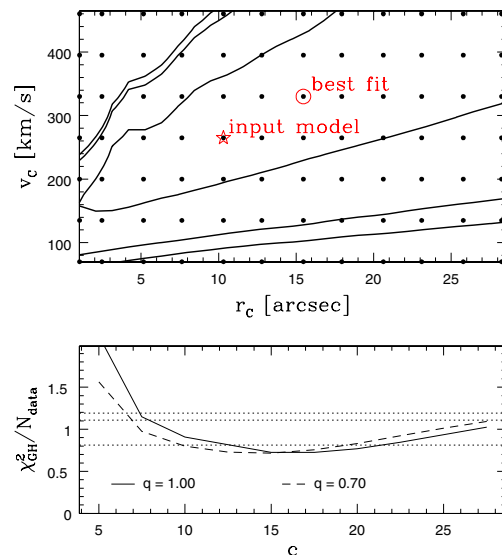 400
300
200
100
v_C [km/s]
best fit
input model
5
10
15
20
25
r_C [arcsec]
2
1.5
1
0.5
0
χ²_GH/N_data
q = 1.00
q = 0.70
5
10
15
20
25
c